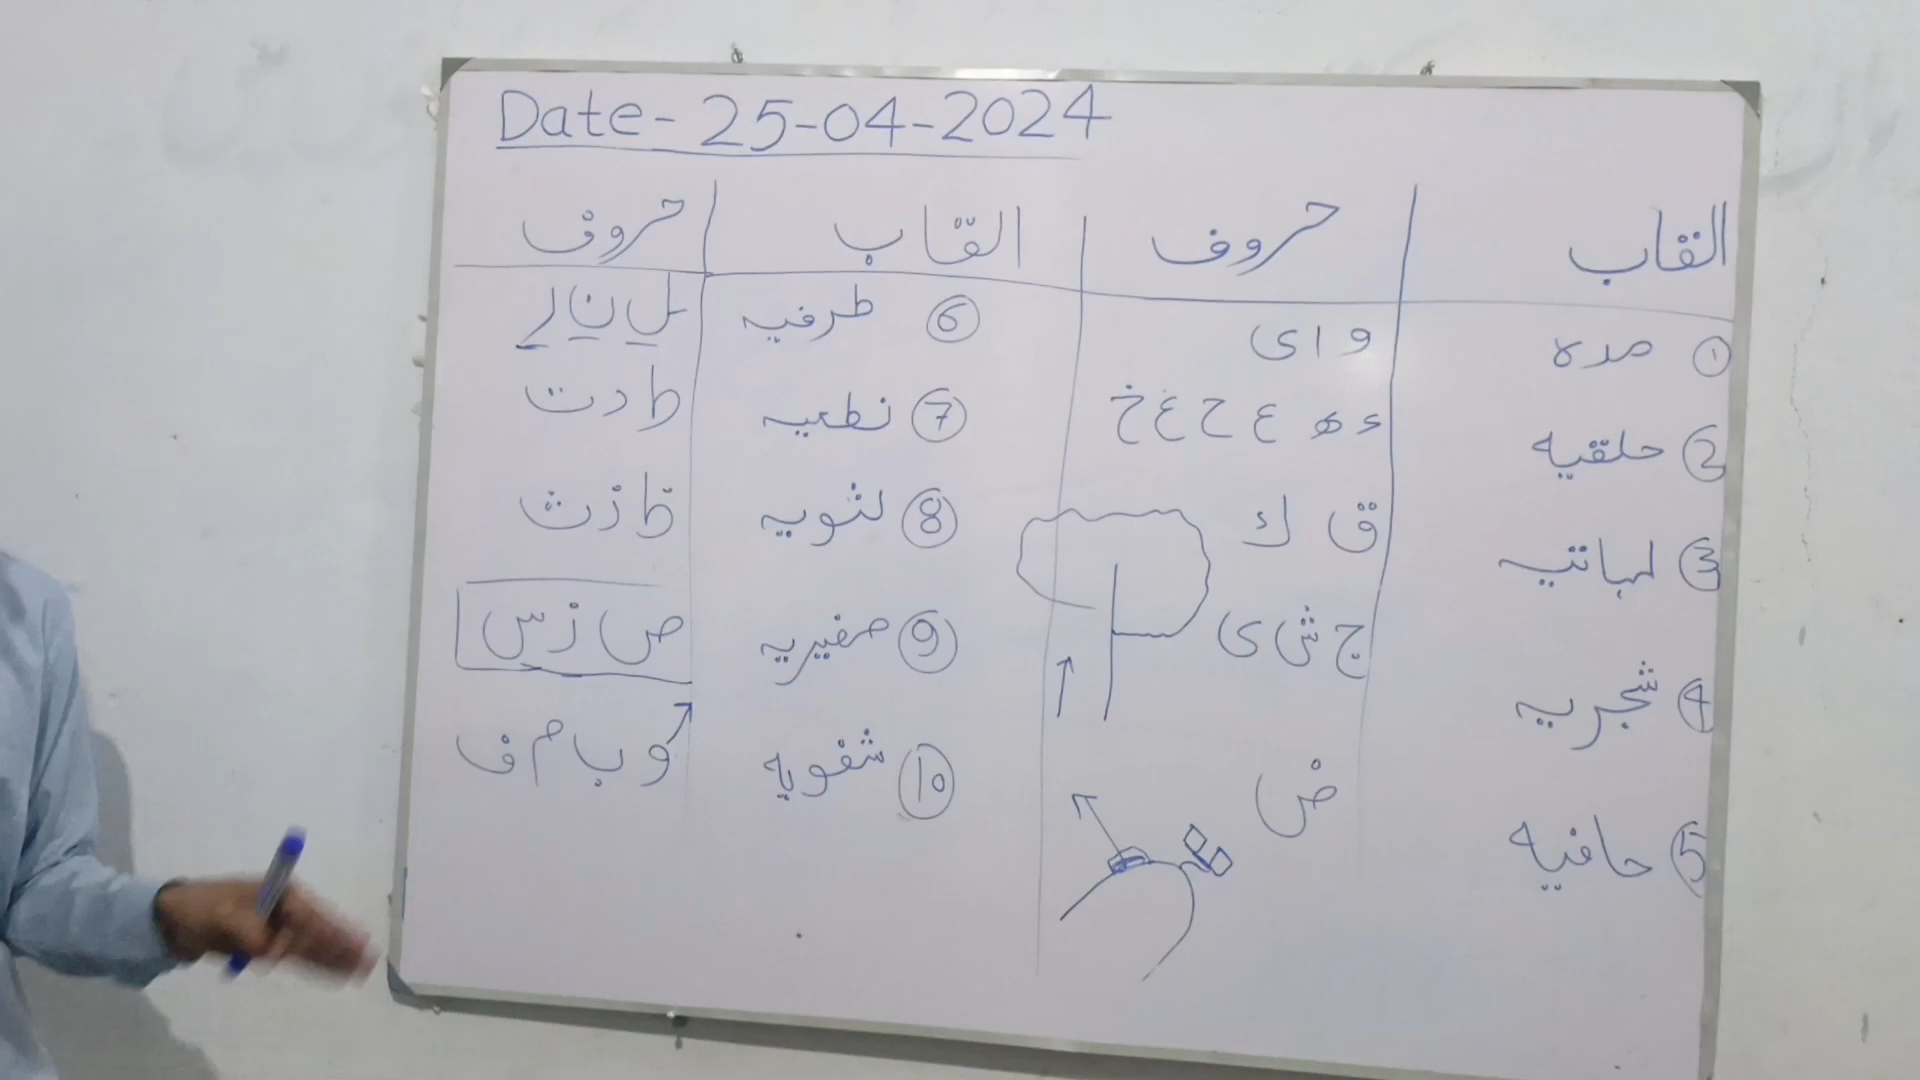 Date- 25-04-2024
القاب حروف القاب حروف
① مدہ و ا ی
② حلقیہ ء ھ ع ح غ خ
③ لہاتیہ ق ك
④ شجریہ ج ش ی
⑤ حافیہ ض
⑥ طرفیہ ل ن ر
⑦ نطعیہ ط د ت
⑧ لثویہ ظ ذ ث
⑨ صفیریہ ص ز س
⑩ شفویہ و ب م ف